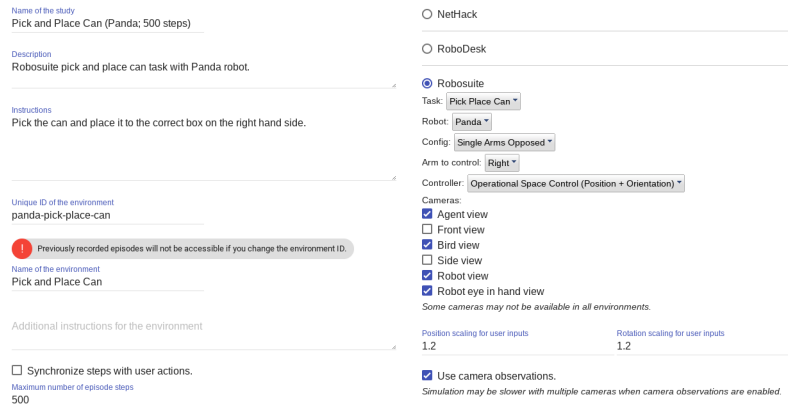 Name of the study
Pick and Place Can (Panda; 500 steps)
Description
Robosuite pick and place can task with Panda robot.
Instructions
Pick the can and place it to the correct box on the right hand side.
Unique ID of the environment
panda-pick-place-can
! Previously recorded episodes will not be accessible if you change the environment ID.
Name of the environment
Pick and Place Can
Additional instructions for the environment
Synchronize steps with user actions.
Maximum number of episode steps
500
NetHack
RoboDesk
Robosuite
Task: Pick Place Can
Robot: Panda
Config: Single Arms Opposed
Arm to control: Right
Controller: Operational Space Control (Position + Orientation)
Cameras:
Agent view
Front view
Bird view
Side view
Robot view
Robot eye in hand view
Some cameras may not be available in all environments.
Position scaling for user inputs Rotation scaling for user inputs
1.2 1.2
Use camera observations.
Simulation may be slower with multiple cameras when camera observations are enabled.